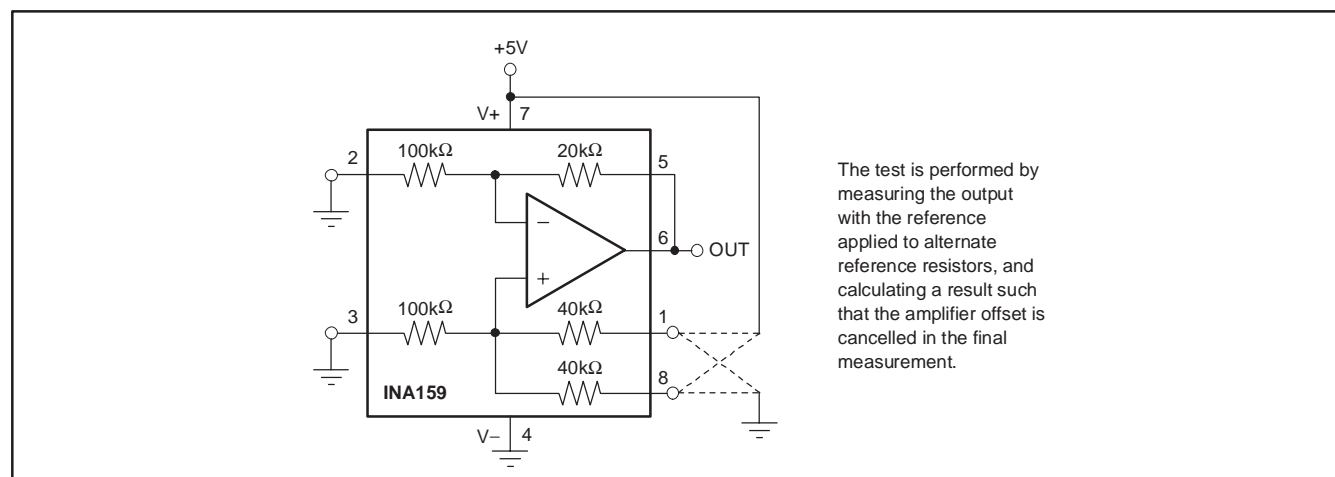 +5V
V+ 7
2 100kΩ 20kΩ 5
−
6 OUT
+
3 100kΩ 40kΩ 1
40kΩ 8
INA159
V− 4
The test is performed by
measuring the output
with the reference
applied to alternate
reference resistors, and
calculating a result such
that the amplifier offset is
cancelled in the final
measurement.